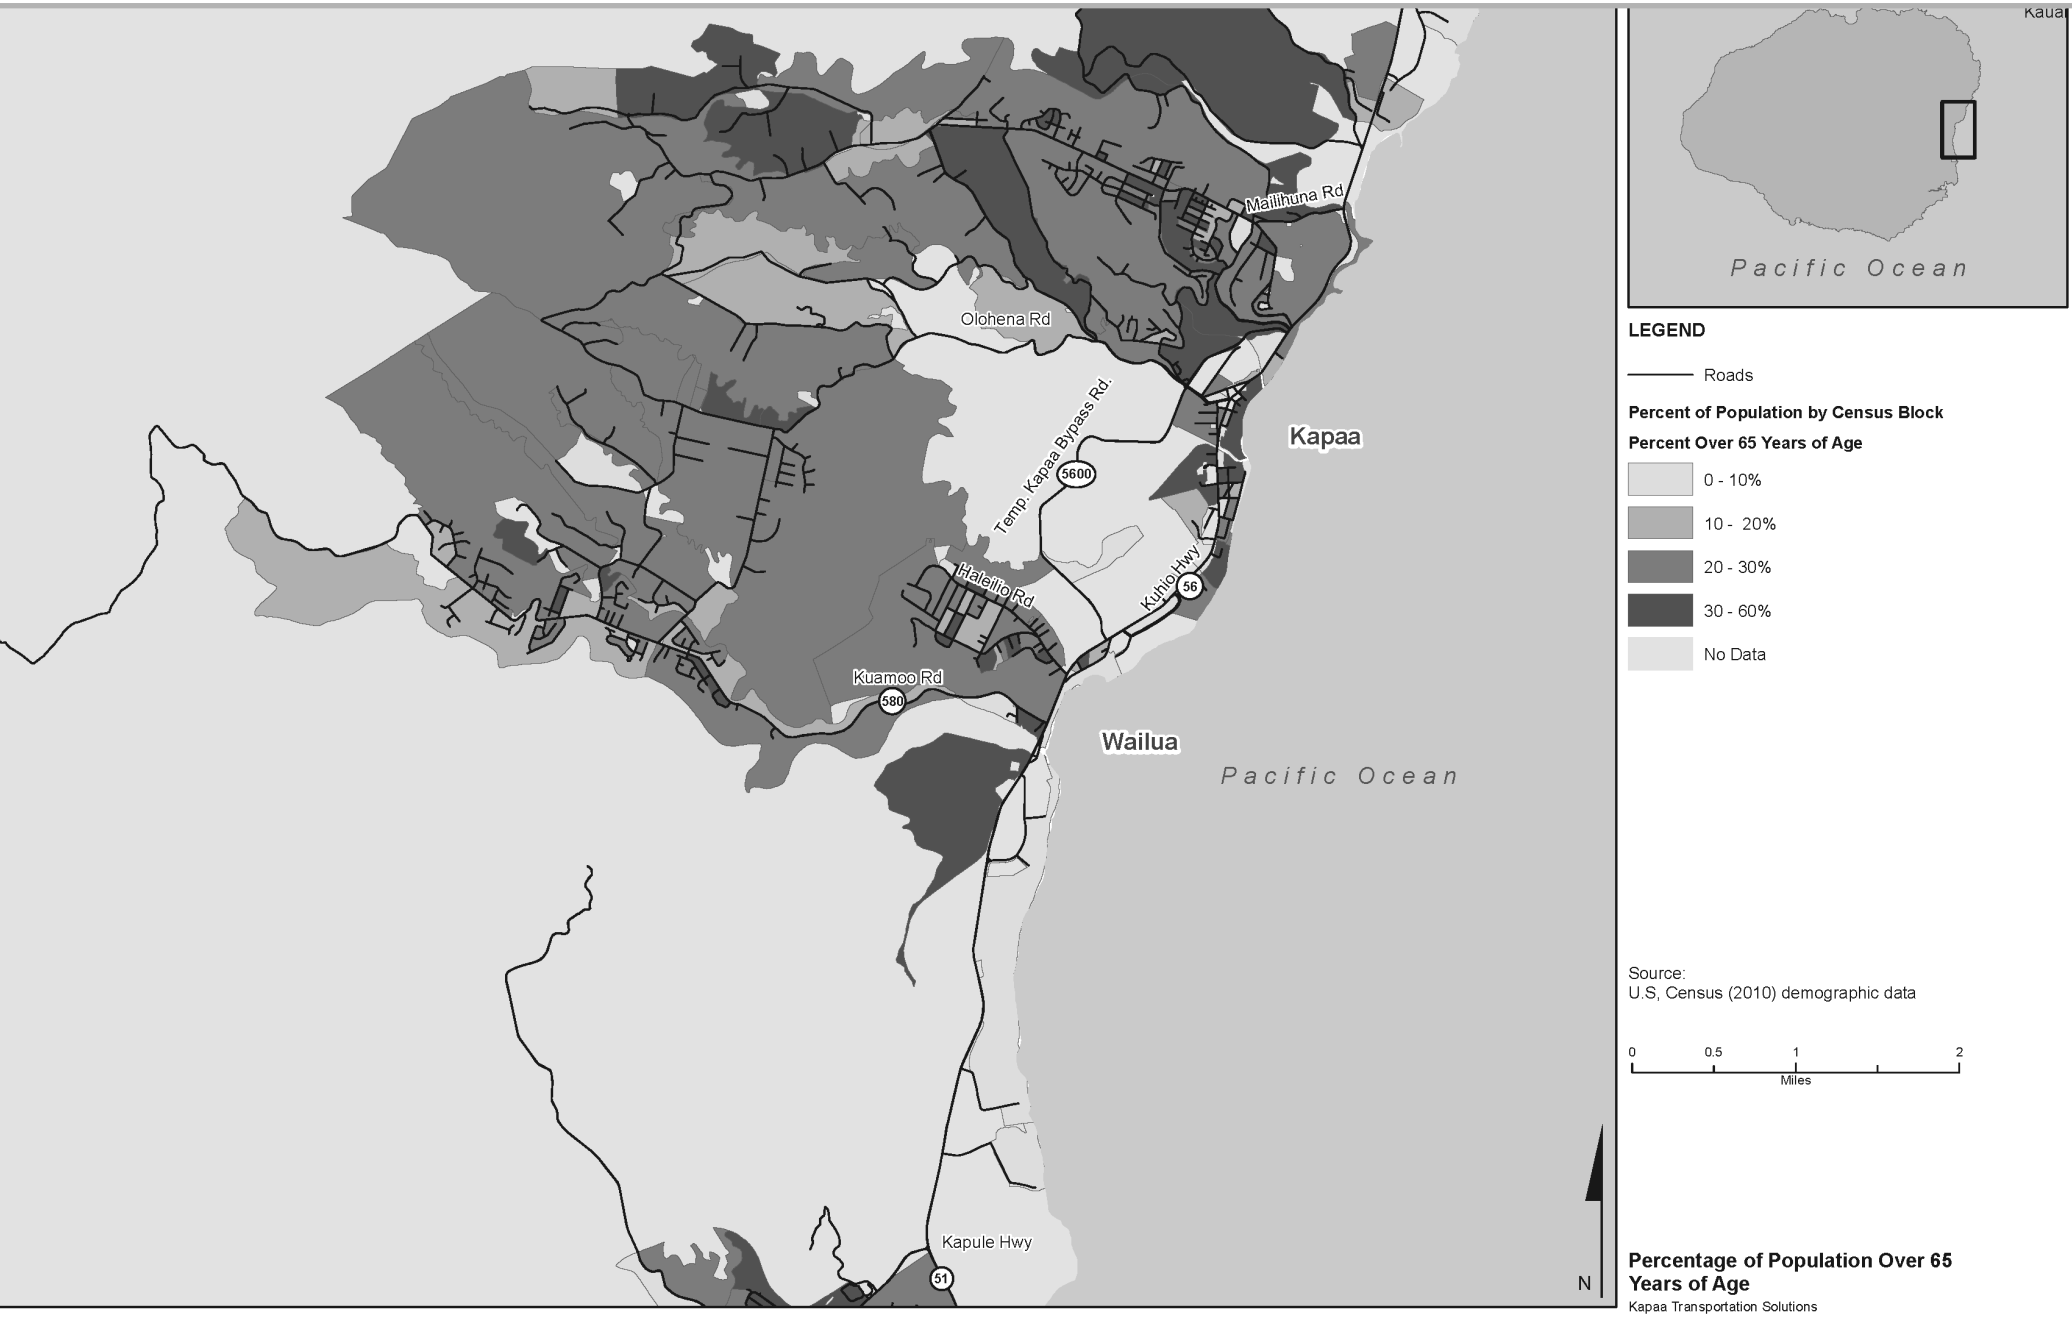 Kauai
Mailihuna Rd
Pacific Ocean
Olohena Rd
LEGEND
Roads
Temp. Kapaa Bypass Rd.
Percent of Population by Census Block
Kapaa
Percent Over 65 Years of Age
5600
0 - 10%
10 - 20%
20 - 30%
Haleilio Rd
Kuhio Hwy
56
30 - 60%
No Data
Kuamoo Rd
580
Wailua
Pacific Ocean
Source:
U.S, Census (2010) demographic data
0 0.5 1 2
Miles
Kapule Hwy
51
N
Percentage of Population Over 65
Years of Age
Kapaa Transportation Solutions